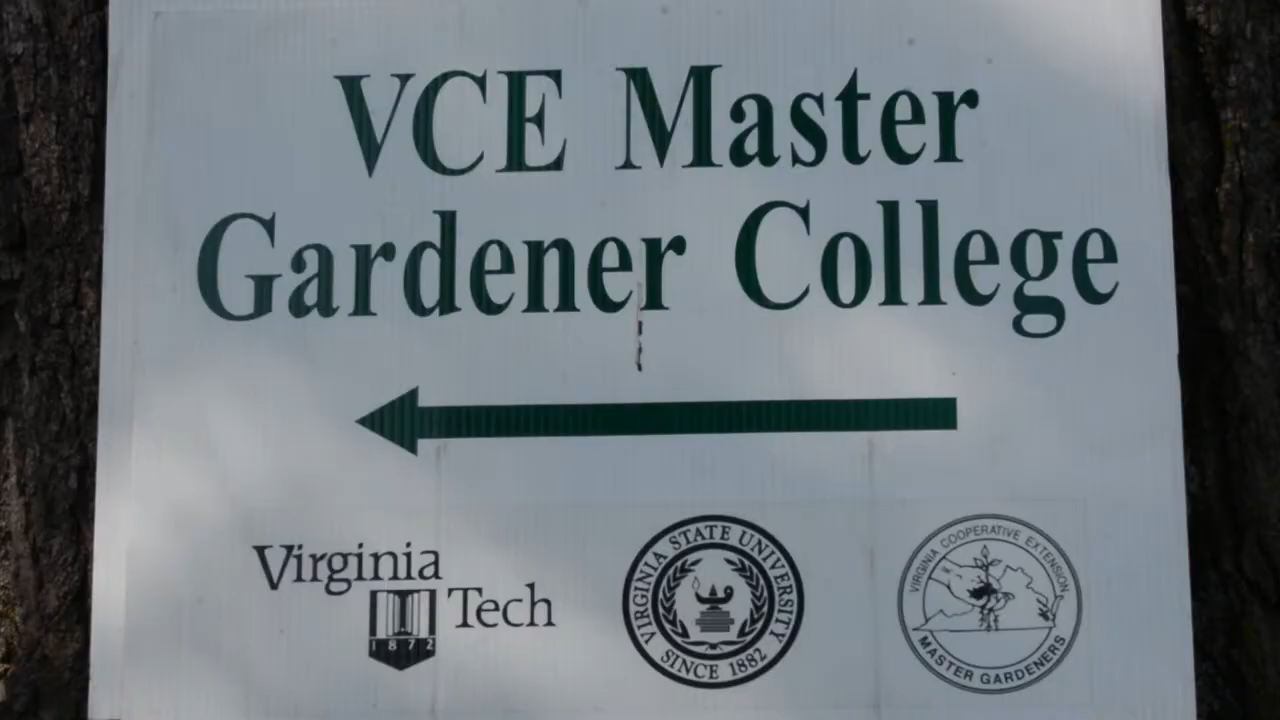 VCE Master
Gardener College
Virginia
Tech
1872
VIRGINIA STATE UNIVERSITY
SINCE 1882
VIRGINIA COOPERATIVE EXTENSION
MASTER GARDENERS